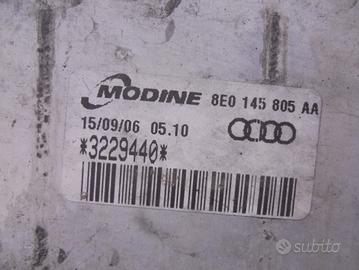 MODINE 8E0 145 805 AA
15/09/06 05.10
*3229440*
subito